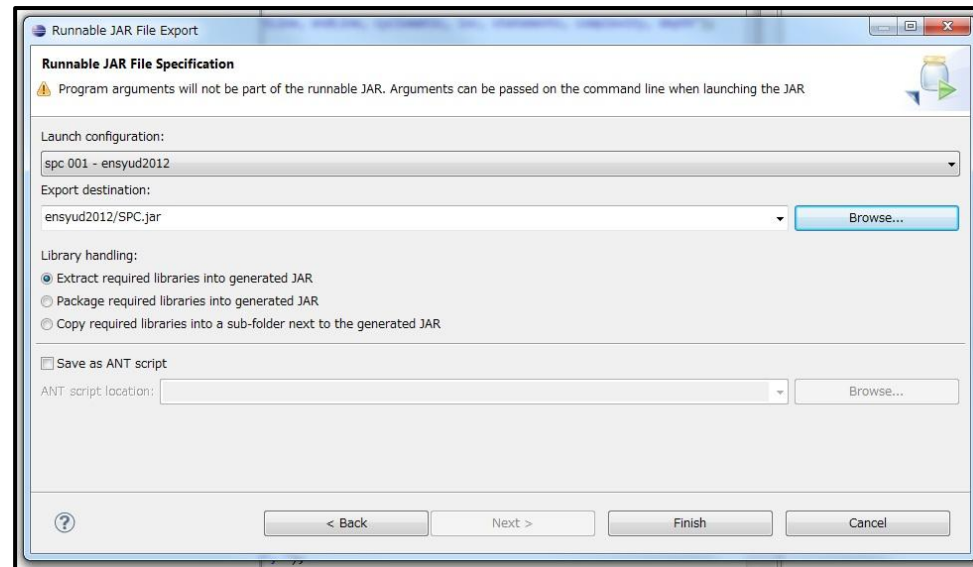 Runnable JAR File Export
Runnable JAR File Specification
Program arguments will not be part of the runnable JAR. Arguments can be passed on the command line when launching the JAR
Launch configuration:
spc 001 - ensyud2012
Export destination:
ensyud2012/SPC.jar
Browse...
Library handling:
Extract required libraries into generated JAR
Package required libraries into generated JAR
Copy required libraries into a sub-folder next to the generated JAR
Save as ANT script
ANT script location:
Browse...
?
< Back
Next >
Finish
Cancel